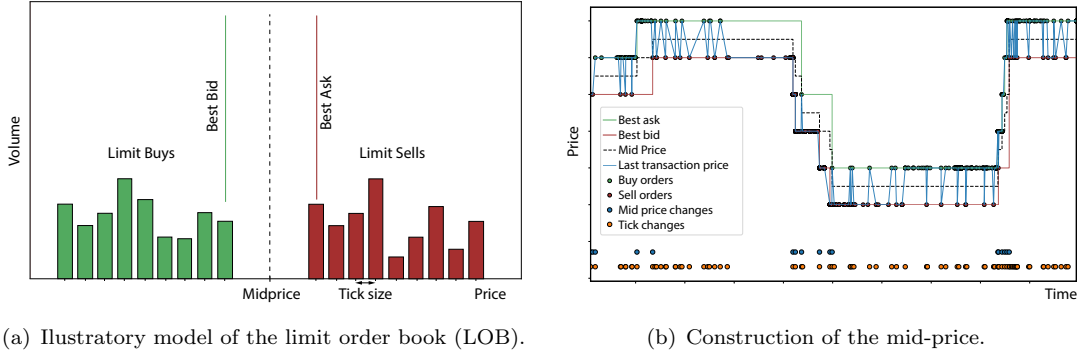 Volume
Best Bid
Best Ask
Limit Buys
Limit Sells
Midprice
Tick size
Price
Price
Best ask
Best bid
Mid Price
Last transaction price
Buy orders
Sell orders
Mid price changes
Tick changes
Time
(a) Ilustratory model of the limit order book (LOB).
(b) Construction of the mid-price.